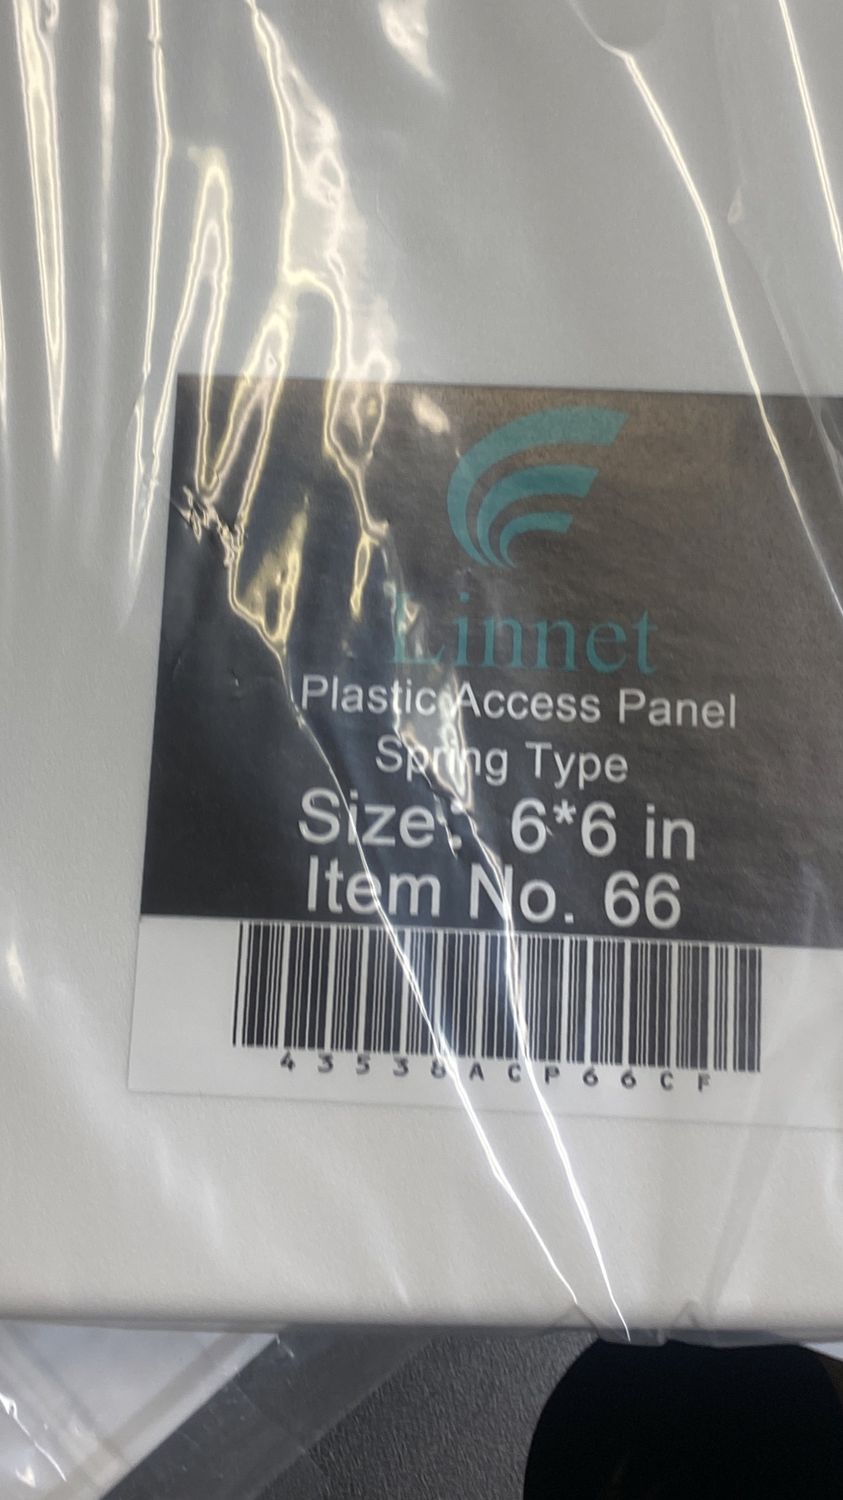 Linnet
Plastic Access Panel
Spring Type
Size: 6*6 in
Item No. 66
43538ACP66CF